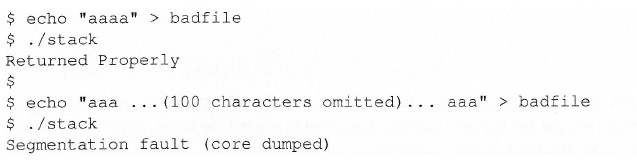 $ echo "aaaa" > badfile
$ ./stack
Returned Properly
$
$ echo "aaa ...(100 characters omitted)... aaa" > badfile
$ ./stack
Segmentation fault (core dumped)